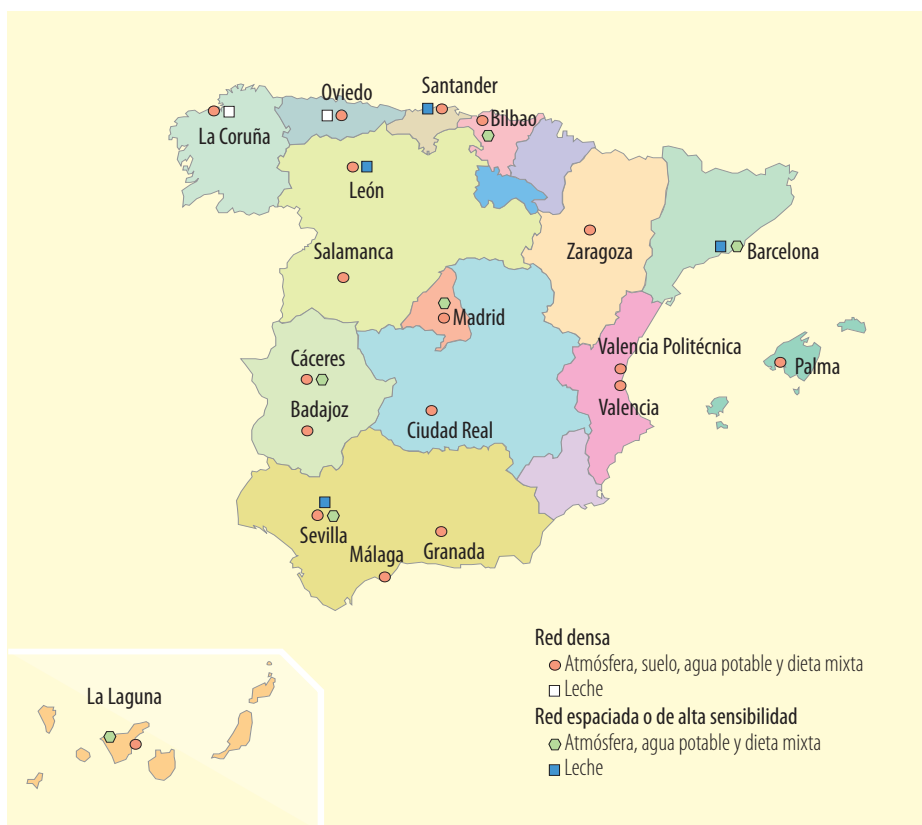 Santander
Oviedo
Bilbao
La Coruña
León
Salamanca
Zaragoza
Barcelona
Madrid
Valencia Politécnica
Cáceres
Palma
Badajoz
Valencia
Ciudad Real
Sevilla
Málaga
Granada
La Laguna
Red densa
Atmósfera, suelo, agua potable y dieta mixta
Leche
Red espaciada o de alta sensibilidad
Atmósfera, agua potable y dieta mixta
Leche